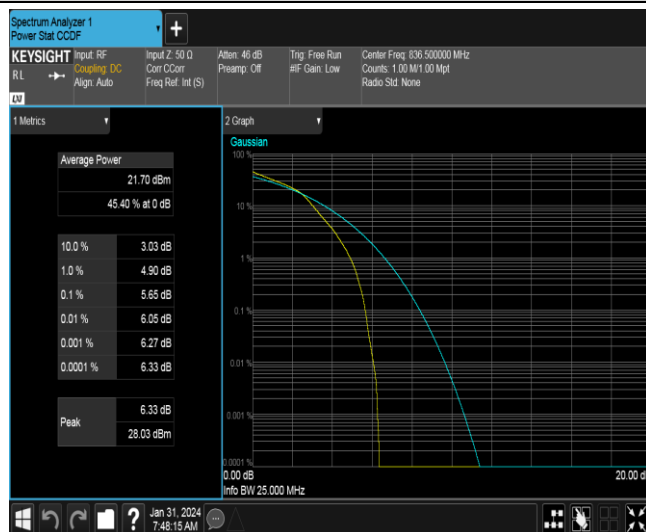 Spectrum Analyzer 1
Power Stat CCDF
+
KEYSIGHT
RL
LXI
Input: RF
Coupling: DC
Align: Auto
Input Z: 50 Ω
Corr CCorr
Freq Ref: Int (S)
Atten: 46 dB
Preamp: Off
Trig: Free Run
#IF Gain: Low
Center Freq: 836.500000 MHz
Counts: 1.00 M/1.00 Mpt
Radio Std: None
1 Metrics
Average Power
21.70 dBm
45.40 % at 0 dB
10.0 % 3.03 dB
1.0 % 4.90 dB
0.1 % 5.65 dB
0.01 % 6.05 dB
0.001 % 6.27 dB
0.0001 % 6.33 dB
Peak
6.33 dB
28.03 dBm
2 Graph
Gaussian
100 %
10 %
1 %
0.1 %
0.01 %
0.001 %
0.0001 %
0.00 dB
20.00 d
Info BW 25.000 MHz
?
Jan 31, 2024
7:48:15 AM